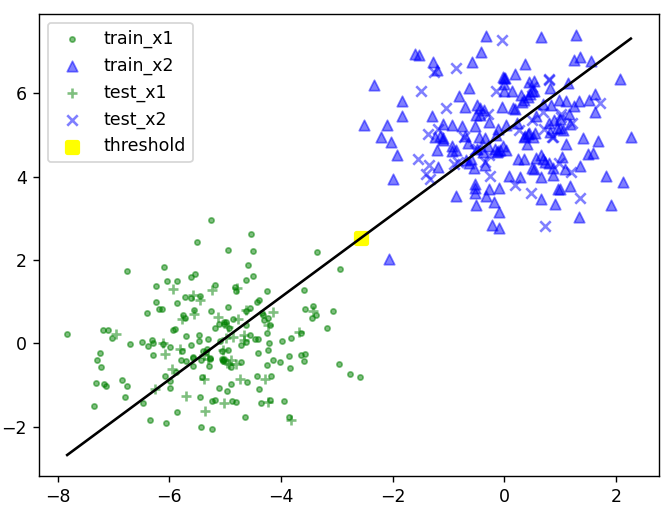 train_x1
train_x2
test_x1
test_x2
threshold
6
4
2
0
−2
−8 −6 −4 −2 0 2